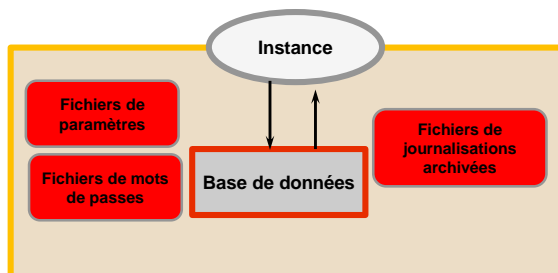 Instance
Fichiers de
paramètres
Fichiers de mots
de passes
Base de données
Fichiers de
journalisations
archivées